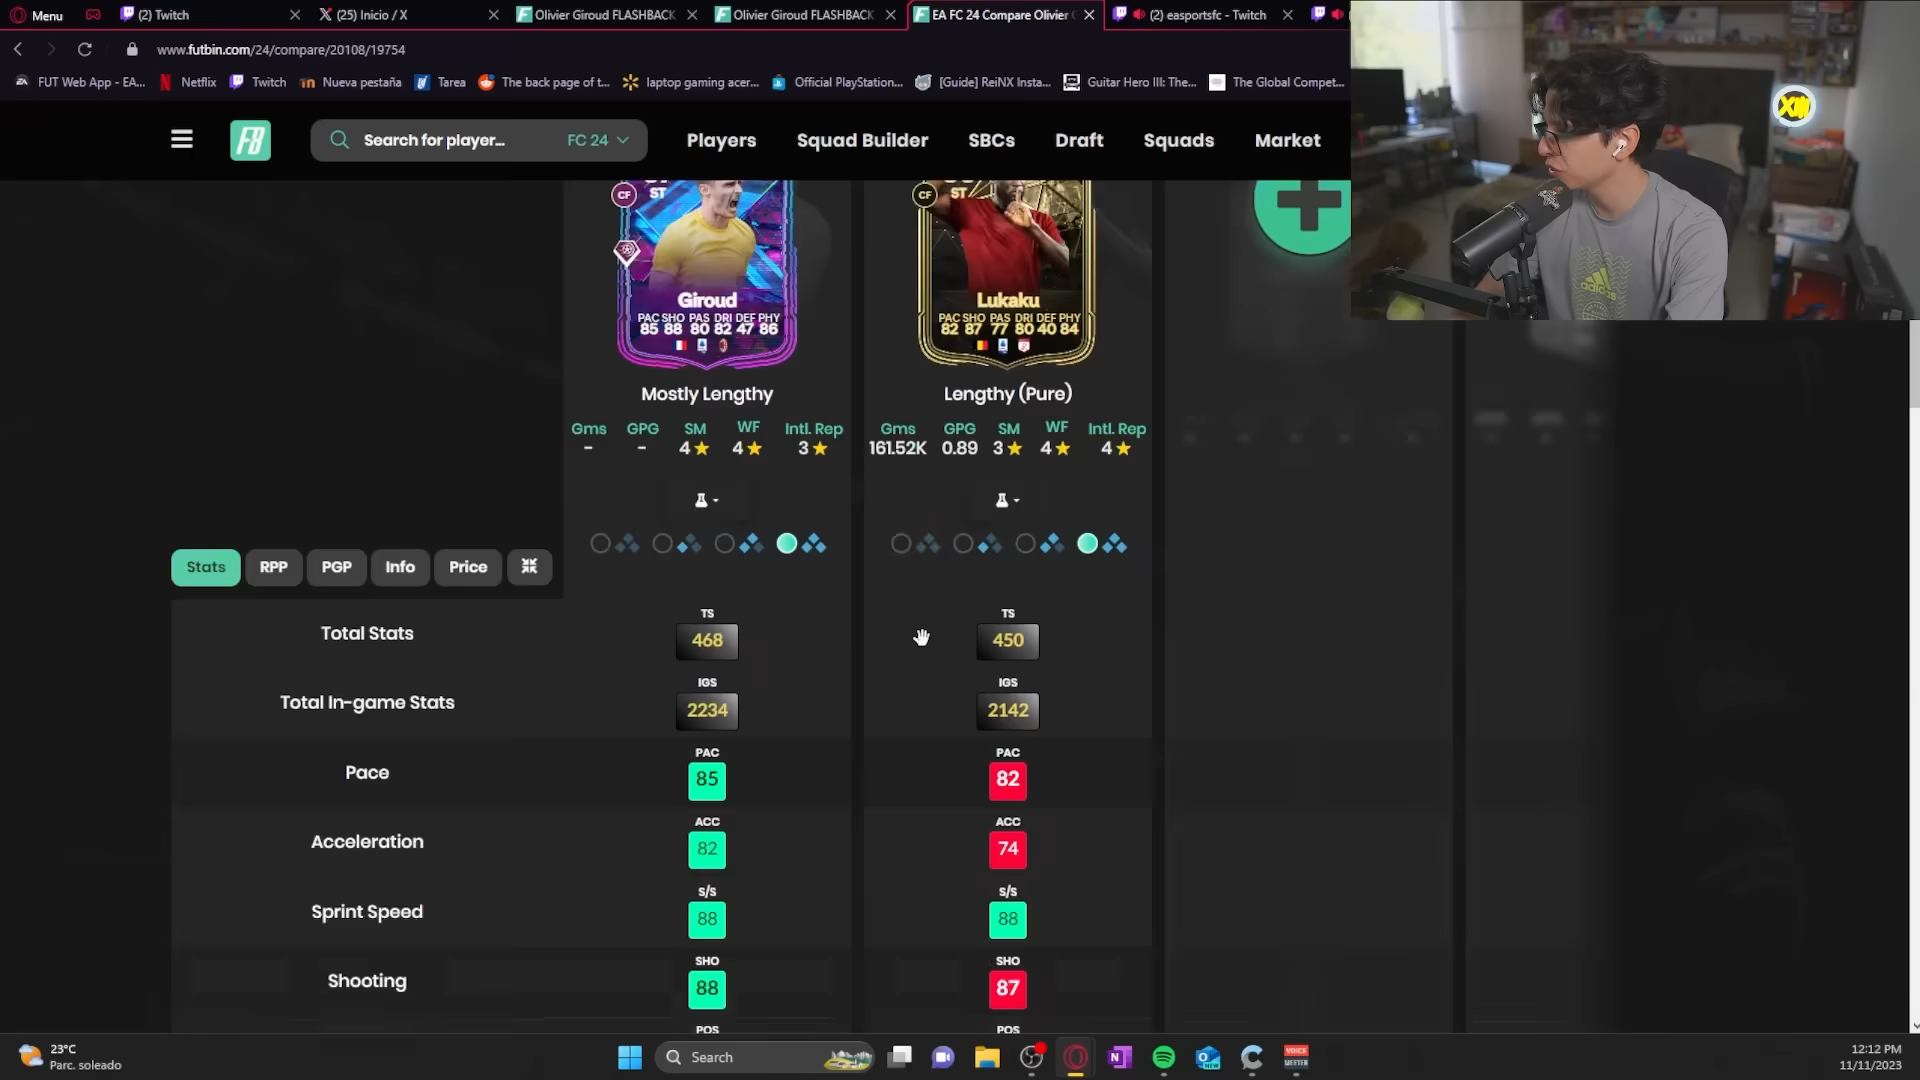 Menu
(2) Twitch
(25) Inicio / X
Olivier Giroud FLASHBACK
Olivier Giroud FLASHBACK
EA FC 24 Compare Olivier
(2) easportsfc - Twitch
www.futbin.com/24/compare/20108/19754
FUT Web App - EA...
Netflix
Twitch
Nueva pestaña
Tarea
The back page of t...
laptop gaming acer...
Official PlayStation...
[Guide] ReiNX Insta...
Guitar Hero III: The...
The Global Compet...
XIII
FB
Search for player...
FC 24
Players
Squad Builder
SBCs
Draft
Squads
Market
CF
ST
CF
ST
adidas
Giroud
PAC SHO PAS DRI DEF PHY
85 88 80 82 47 86
Lukaku
PAC SHO PAS DRI DEF PHY
82 87 77 80 40 84
Mostly Lengthy
Lengthy (Pure)
Gms GPG SM WF Intl. Rep
- - 4 4 3
Gms GPG SM WF Intl. Rep
161.52K 0.89 3 4 4
Stats
RPP
PGP
Info
Price
Total Stats
TS
468
TS
450
Total In-game Stats
IGS
2234
IGS
2142
Pace
PAC
85
PAC
82
Acceleration
ACC
82
ACC
74
Sprint Speed
S/S
88
S/S
88
Shooting
SHO
88
SHO
87
POS
POS
23°C
Parc. soleado
Search
NEW
VOICE
MEETER
12:12 PM
11/11/2023